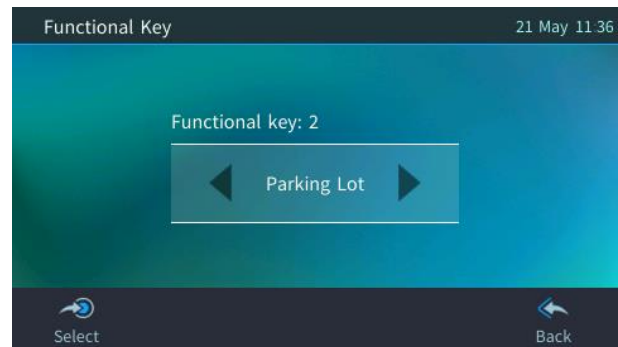 Functional Key 21 May 11:36
Functional key: 2
Parking Lot
Select Back